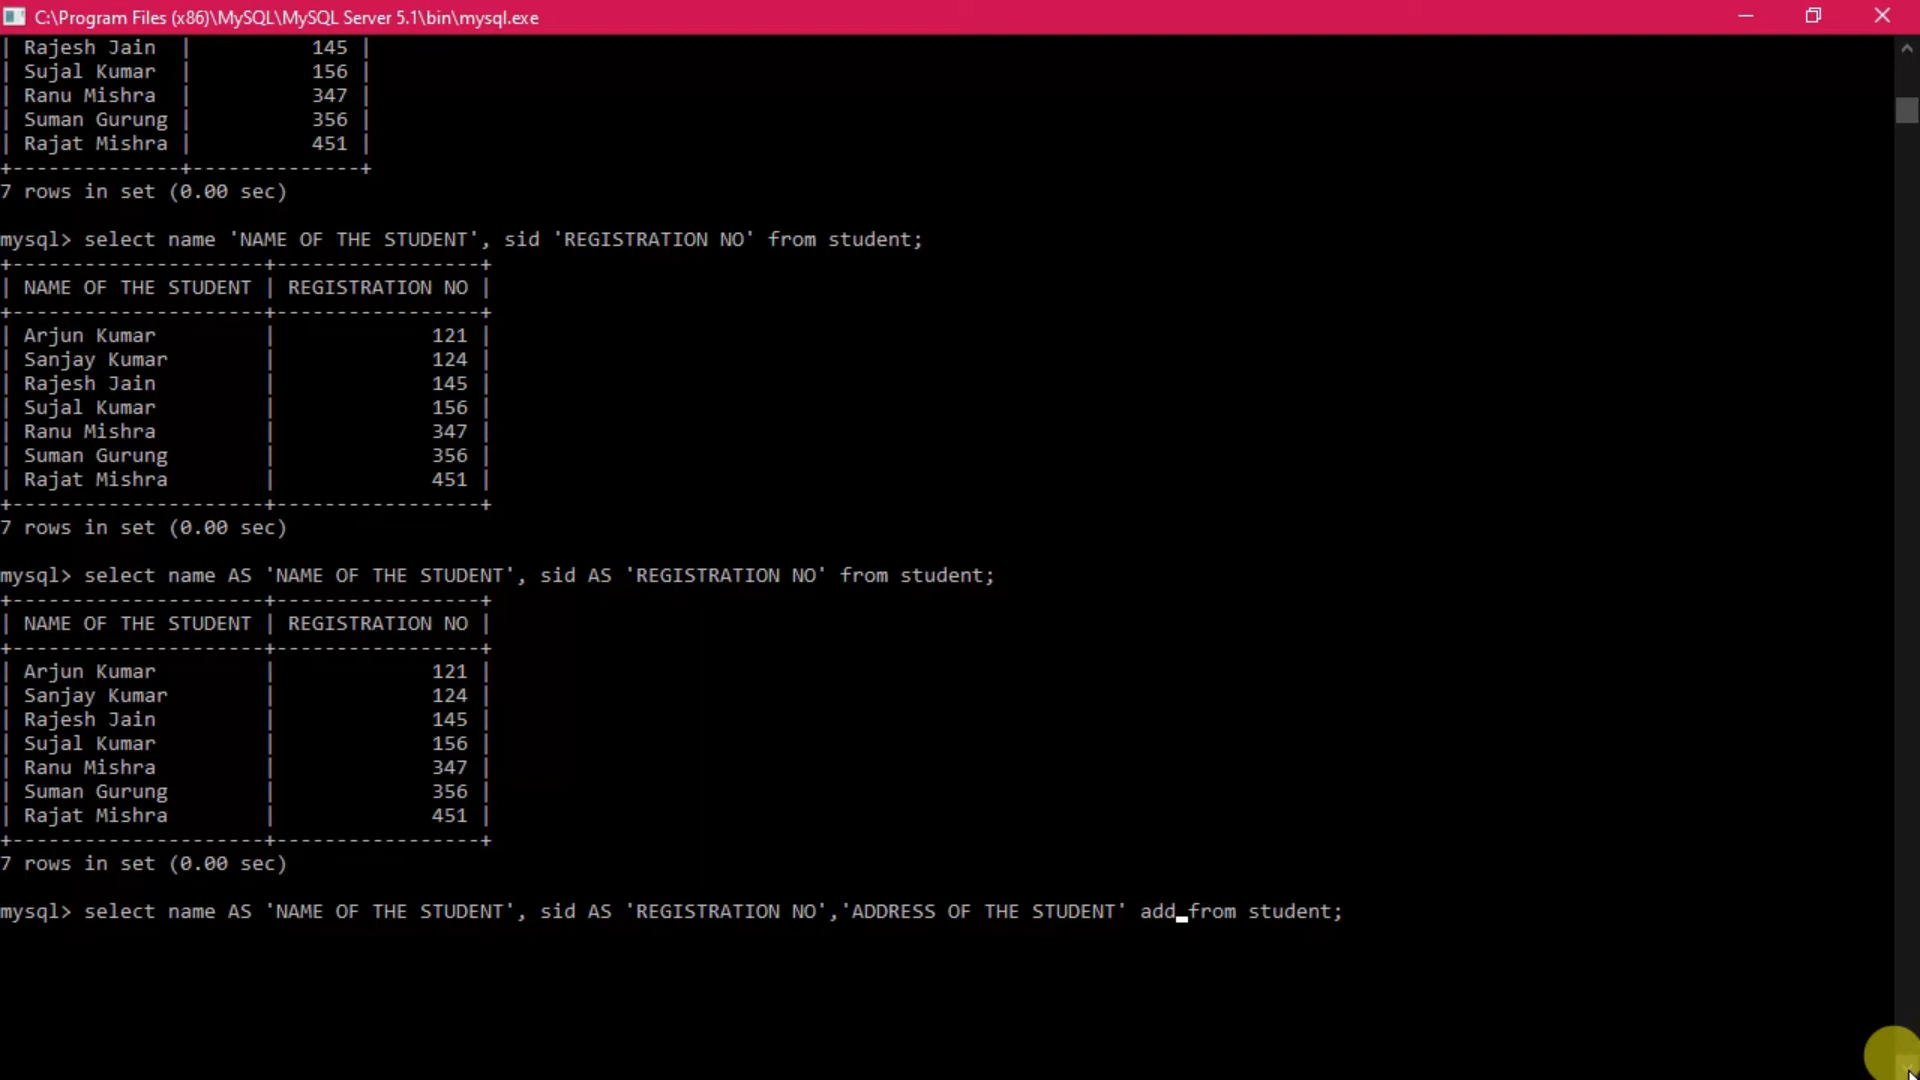 C:\Program Files (x86)\MySQL\MySQL Server 5.1\bin\mysql.exe
| Rajesh Jain  |          145 |
| Sujal Kumar  |          156 |
| Ranu Mishra  |          347 |
| Suman Gurung |          356 |
| Rajat Mishra |          451 |
+--------------+--------------+
7 rows in set (0.00 sec)
mysql> select name 'NAME OF THE STUDENT', sid 'REGISTRATION NO' from student;
+---------------------+-----------------+
| NAME OF THE STUDENT | REGISTRATION NO |
+---------------------+-----------------+
| Arjun Kumar         |             121 |
| Sanjay Kumar        |             124 |
| Rajesh Jain         |             145 |
| Sujal Kumar         |             156 |
| Ranu Mishra         |             347 |
| Suman Gurung        |             356 |
| Rajat Mishra        |             451 |
+---------------------+-----------------+
7 rows in set (0.00 sec)
mysql> select name AS 'NAME OF THE STUDENT', sid AS 'REGISTRATION NO' from student;
+---------------------+-----------------+
| NAME OF THE STUDENT | REGISTRATION NO |
+---------------------+-----------------+
| Arjun Kumar         |             121 |
| Sanjay Kumar        |             124 |
| Rajesh Jain         |             145 |
| Sujal Kumar         |             156 |
| Ranu Mishra         |             347 |
| Suman Gurung        |             356 |
| Rajat Mishra        |             451 |
+---------------------+-----------------+
7 rows in set (0.00 sec)
mysql> select name AS 'NAME OF THE STUDENT', sid AS 'REGISTRATION NO','ADDRESS OF THE STUDENT' add from student;